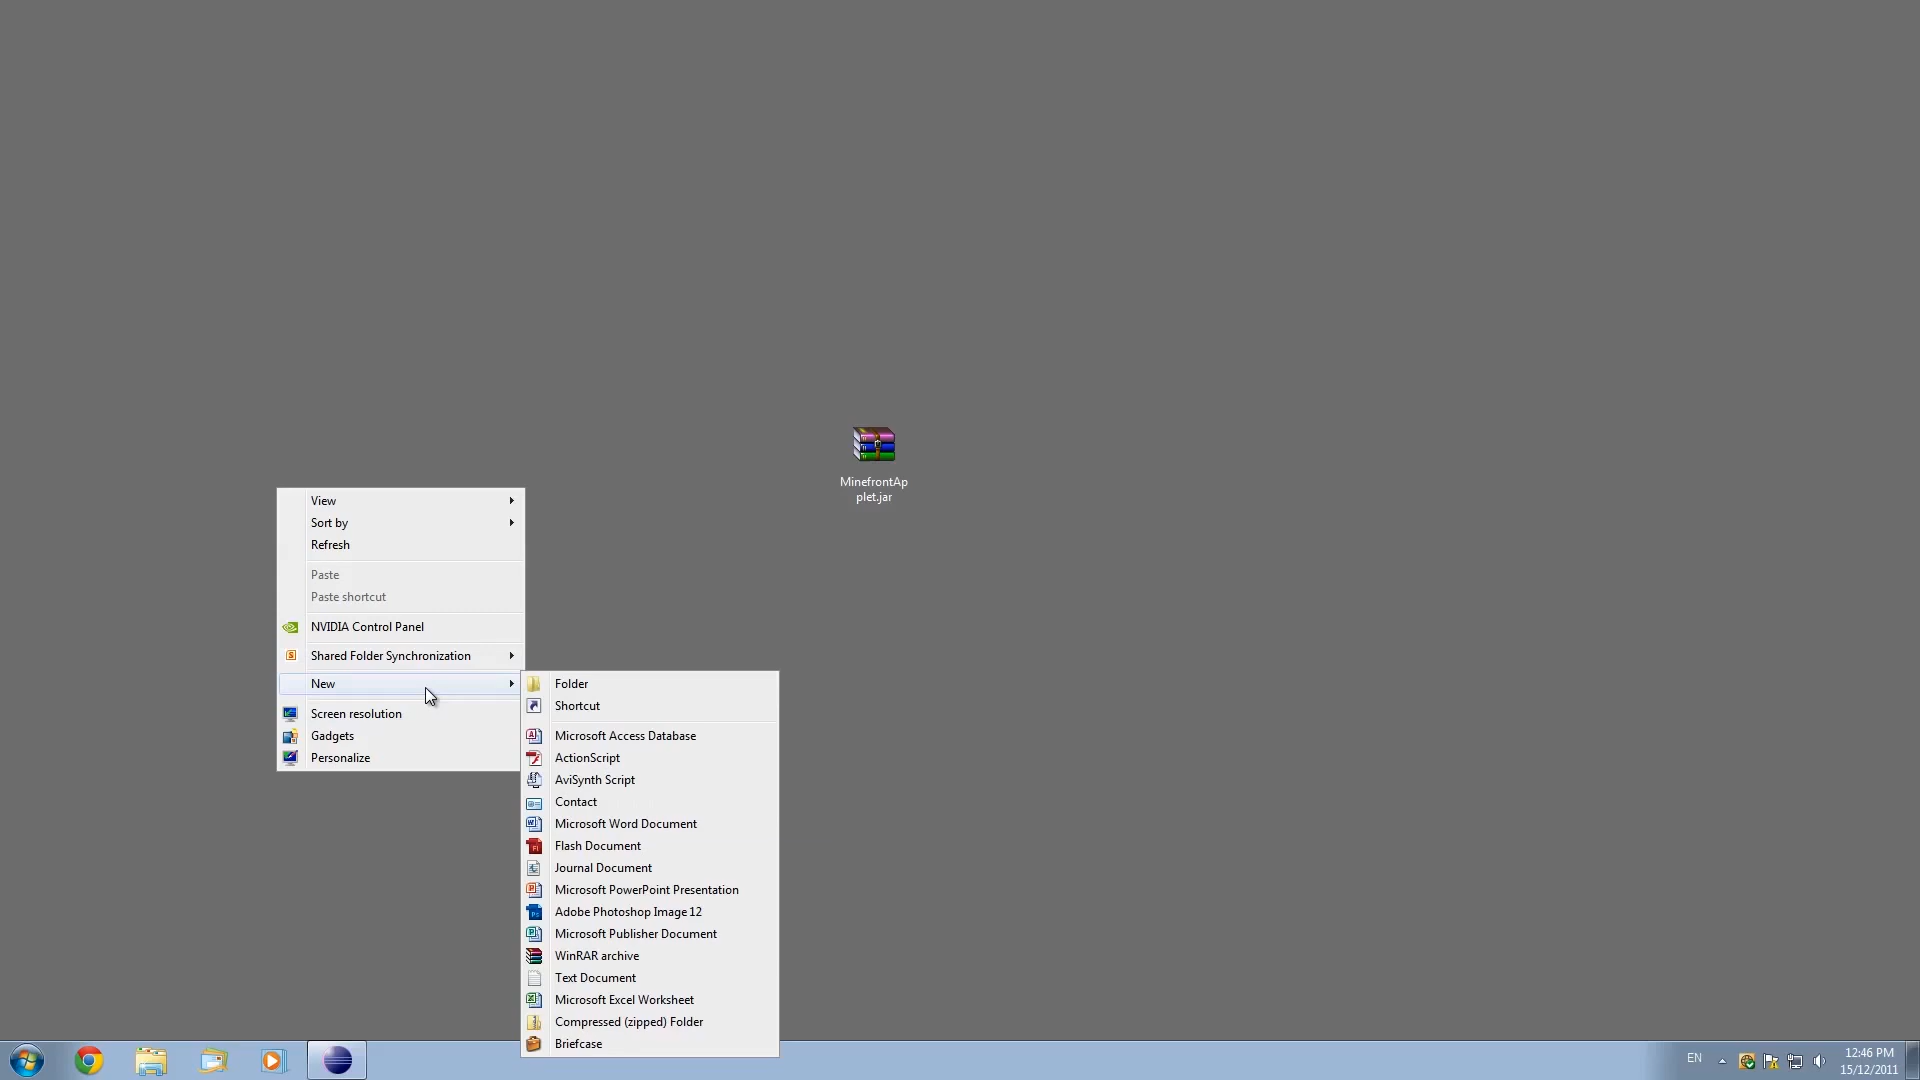 MinefrontAp
plet.jar
View
Sort by
Refresh
Paste
Paste shortcut
NVIDIA Control Panel
Shared Folder Synchronization
New
Screen resolution
Gadgets
Personalize
Folder
Shortcut
Microsoft Access Database
ActionScript
AviSynth Script
Contact
Microsoft Word Document
Flash Document
Journal Document
Microsoft PowerPoint Presentation
Adobe Photoshop Image 12
Microsoft Publisher Document
WinRAR archive
Text Document
Microsoft Excel Worksheet
Compressed (zipped) Folder
Briefcase
EN
12:46 PM
15/12/2011